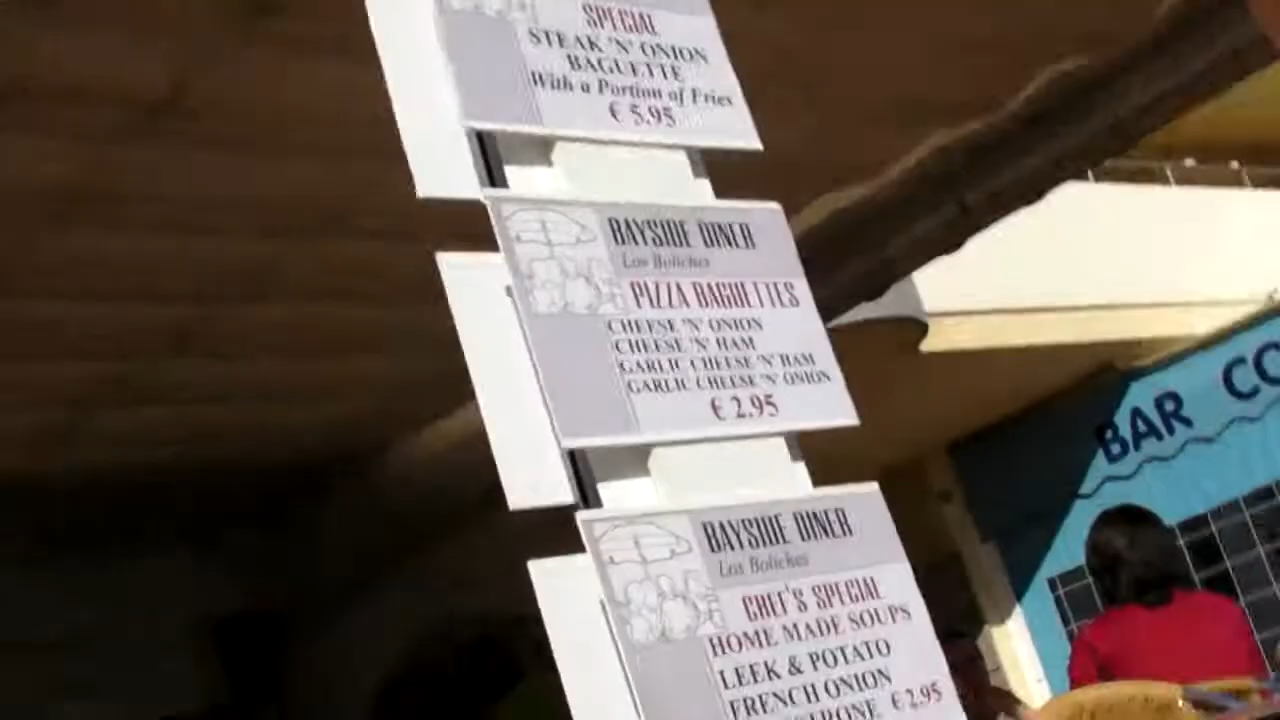 SPECIAL
STEAK 'N' ONION
BAGUETTE
With a Portion of Fries
€ 5.95
BAYSIDE DINER
Los Boliches
PIZZA BAGUETTES
CHEESE 'N' ONION
CHEESE 'N' HAM
GARLIC CHEESE 'N' HAM
GARLIC CHEESE 'N' ONION
€ 2.95
BAYSIDE DINER
Los Boliches
CHEF'S SPECIAL
HOME MADE SOUPS
LEEK & POTATO
FRENCH ONION
€ 2.95
BAR CO